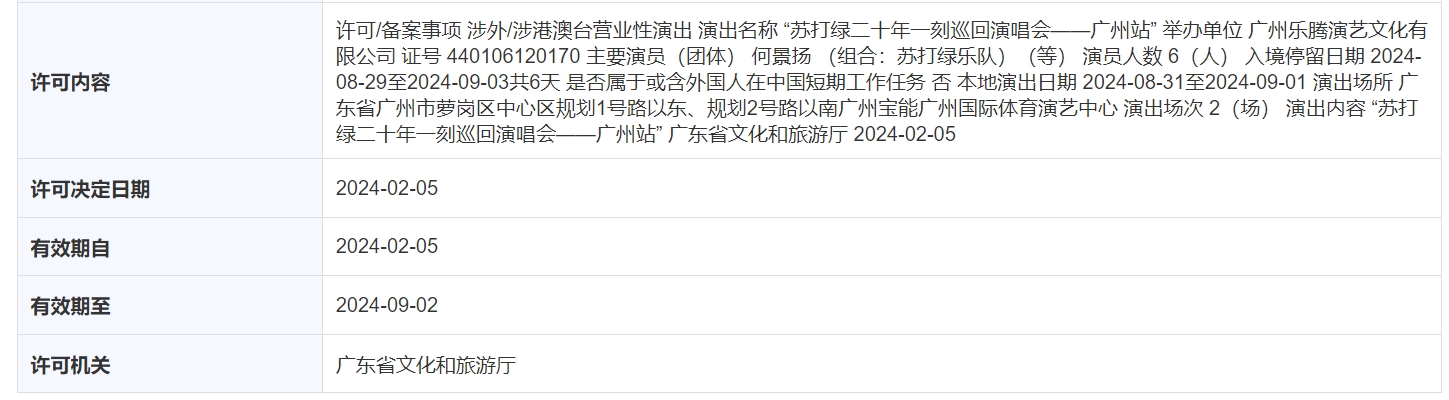 许可内容
许可/备案事项 涉外/涉港澳台营业性演出 演出名称 “苏打绿二十年一刻巡回演唱会——广州站” 举办单位 广州乐腾演艺文化有
限公司 证号 440106120170 主要演员（团体） 何景扬 （组合：苏打绿乐队）（等） 演员人数 6（人） 入境停留日期 2024-
08-29至2024-09-03共6天 是否属于或含外国人在中国短期工作任务 否 本地演出日期 2024-08-31至2024-09-01 演出场所 广
东省广州市萝岗区中心区规划1号路以东、规划2号路以南广州宝能广州国际体育演艺中心 演出场次 2（场） 演出内容 “苏打
绿二十年一刻巡回演唱会——广州站” 广东省文化和旅游厅 2024-02-05
许可决定日期 2024-02-05
有效期自 2024-02-05
有效期至 2024-09-02
许可机关 广东省文化和旅游厅